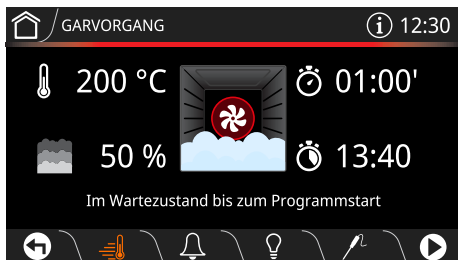 GARVORGANG
12:30
200 °C
01:00'
50 %
13:40
Im Wartezustand bis zum Programmstart